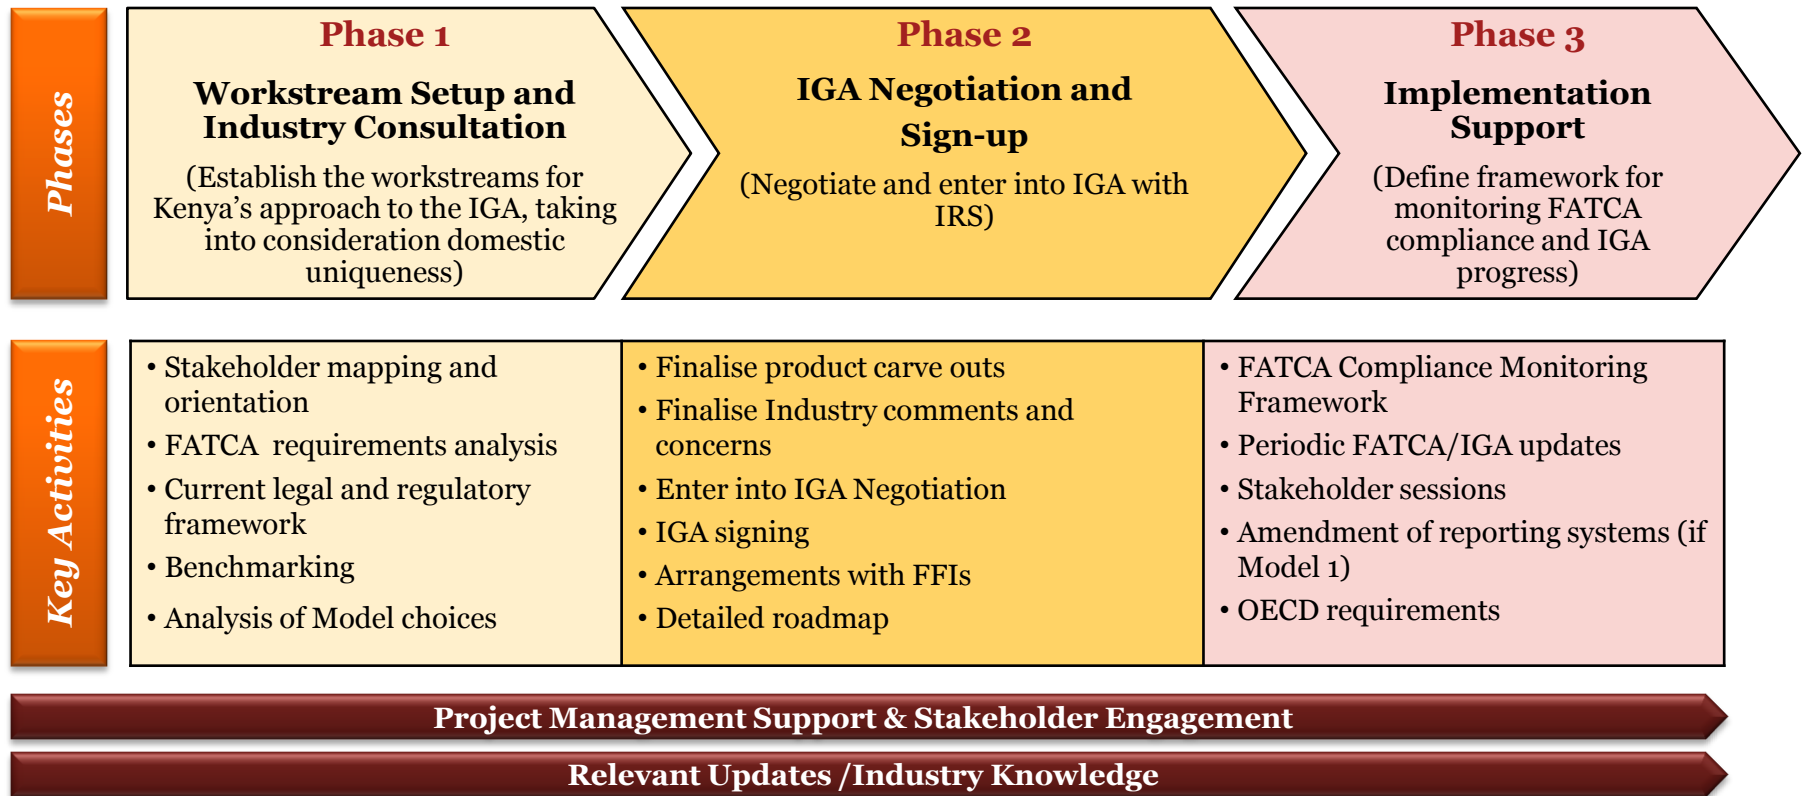 Phases
Phase 1
Workstream Setup and
Industry Consultation
(Establish the workstreams for
Kenya’s approach to the IGA, taking
into consideration domestic
uniqueness)
Phase 2
IGA Negotiation and
Sign-up
(Negotiate and enter into IGA with
IRS)
Phase 3
Implementation
Support
(Define framework for
monitoring FATCA
compliance and IGA
progress)
Key Activities
• Stakeholder mapping and
orientation
• FATCA requirements analysis
• Current legal and regulatory
framework
• Benchmarking
• Analysis of Model choices
• Finalise product carve outs
• Finalise Industry comments and
concerns
• Enter into IGA Negotiation
• IGA signing
• Arrangements with FFIs
• Detailed roadmap
• FATCA Compliance Monitoring
Framework
• Periodic FATCA/IGA updates
• Stakeholder sessions
• Amendment of reporting systems (if
Model 1)
• OECD requirements
Project Management Support & Stakeholder Engagement
Relevant Updates /Industry Knowledge